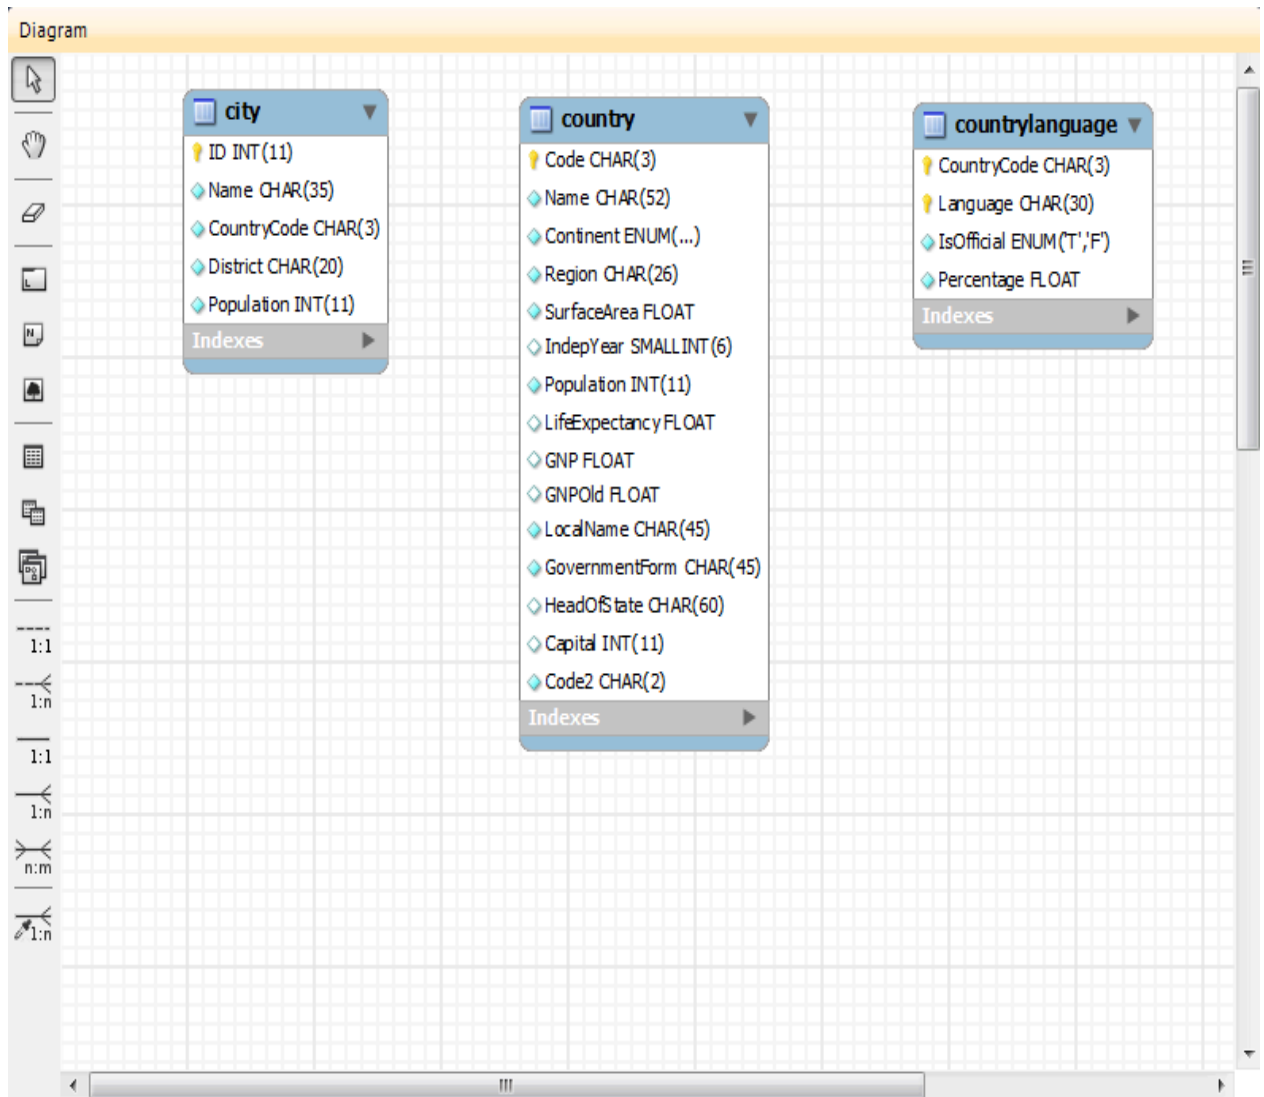 Diagram
city
ID INT(11)
Name CHAR(35)
CountryCode CHAR(3)
District CHAR(20)
Population INT(11)
Indexes
country
Code CHAR(3)
Name CHAR(52)
Continent ENUM(...)
Region CHAR(26)
SurfaceArea FLOAT
IndepYear SMALLINT(6)
Population INT(11)
LifeExpectancy FLOAT
GNP FLOAT
GNPOld FLOAT
LocalName CHAR(45)
GovernmentForm CHAR(45)
HeadOfState CHAR(60)
Capital INT(11)
Code2 CHAR(2)
Indexes
countrylanguage
CountryCode CHAR(3)
Language CHAR(30)
IsOfficial ENUM('T','F')
Percentage FLOAT
Indexes
1:1
1:n
1:1
1:n
n:m
1:n